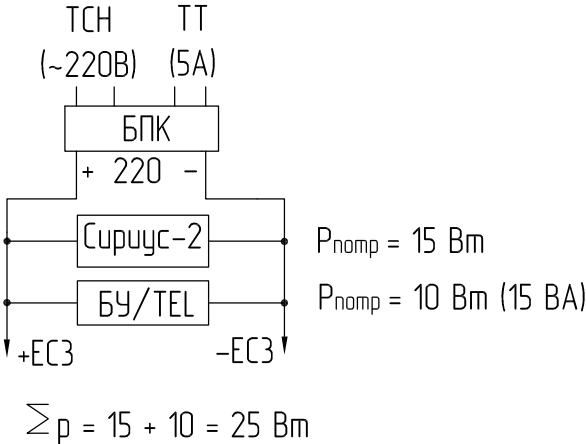 ТСН ТТ
(~220В) (5А)
БПК
+ 220 -
Сириус-2
Pпотр = 15 Вт
БУ/TEL
Pпотр = 10 Вт (15 ВА)
+ЕС3
-ЕС3
∑p = 15 + 10 = 25 Вт